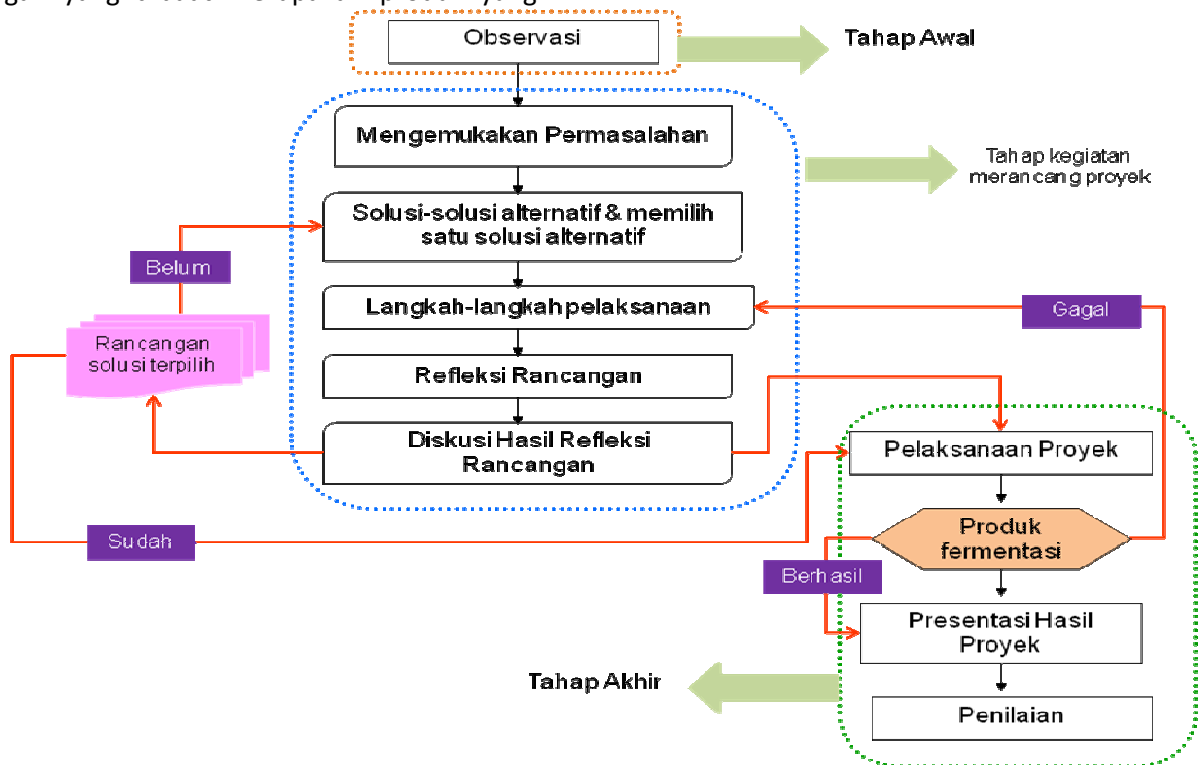 Observasi
Tahap Awal
Mengemukakan Permasalahan
Tahap kegiatan
merancang proyek
Solusi-solusi alternatif & memilih
satu solusi alternatif
Belum
Langkah-langkah pelaksanaan
Gagal
Rancangan
solusi terpilih
Refleksi Rancangan
Diskusi Hasil Refleksi
Rancangan
Pelaksanaan Proyek
Sudah
Produk
fermentasi
Berhasil
Presentasi Hasil
Proyek
Tahap Akhir
Penilaian